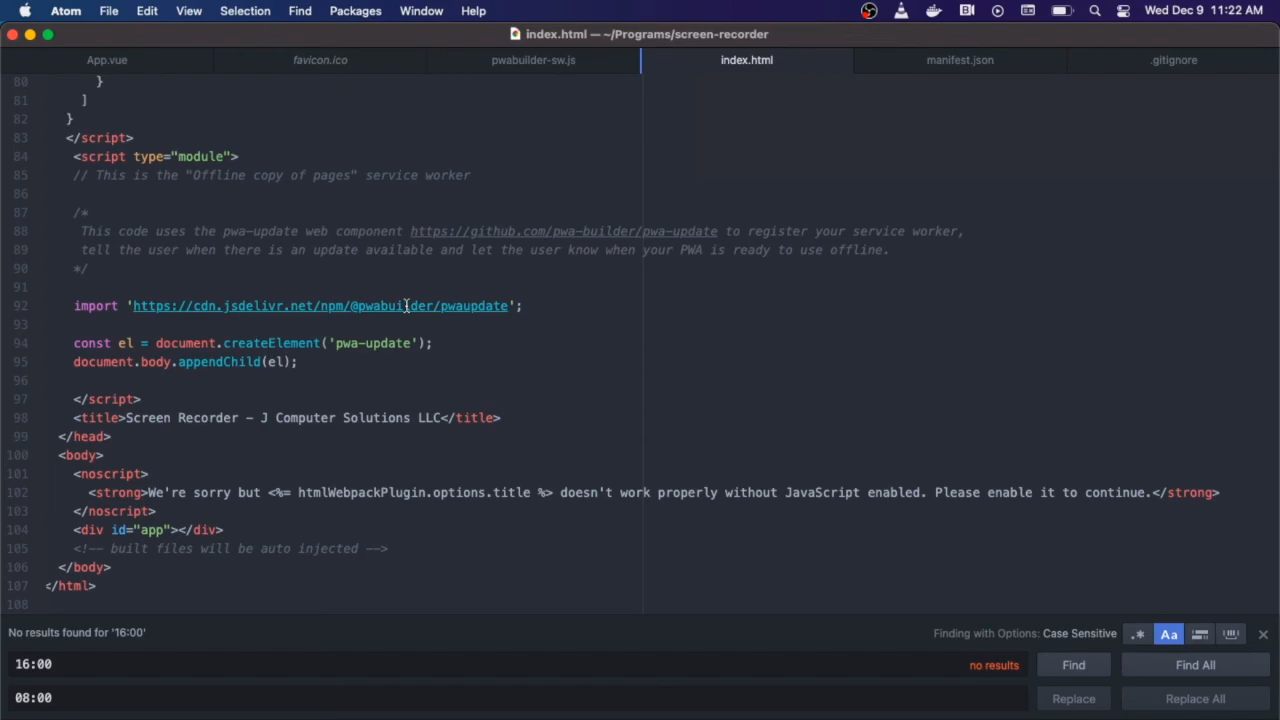 Atom File Edit View Selection Find Packages Window Help Wed Dec 9 11:22 AM
index.html — ~/Programs/screen-recorder
App.vue favicon.ico pwabuilder-sw.js index.html manifest.json .gitignore
80 }
81 ]
82 }
83 </script>
84 <script type="module">
85 // This is the "Offline copy of pages" service worker
86
87 /*
88 This code uses the pwa-update web component https://github.com/pwa-builder/pwa-update to register your service worker,
89 tell the user when there is an update available and let the user know when your PWA is ready to use offline.
90 */
91
92 import 'https://cdn.jsdelivr.net/npm/@pwabuilder/pwaupdate';
93
94 const el = document.createElement('pwa-update');
95 document.body.appendChild(el);
96
97 </script>
98 <title>Screen Recorder – J Computer Solutions LLC</title>
99 </head>
100 <body>
101 <noscript>
102 <strong>We're sorry but <%= htmlWebpackPlugin.options.title %> doesn't work properly without JavaScript enabled. Please enable it to continue.</strong>
103 </noscript>
104 <div id="app"></div>
105 <!-- built files will be auto injected -->
106 </body>
107 </html>
108
No results found for '16:00' Finding with Options: Case Sensitive .* Aa
16:00 no results Find Find All
08:00 Replace Replace All